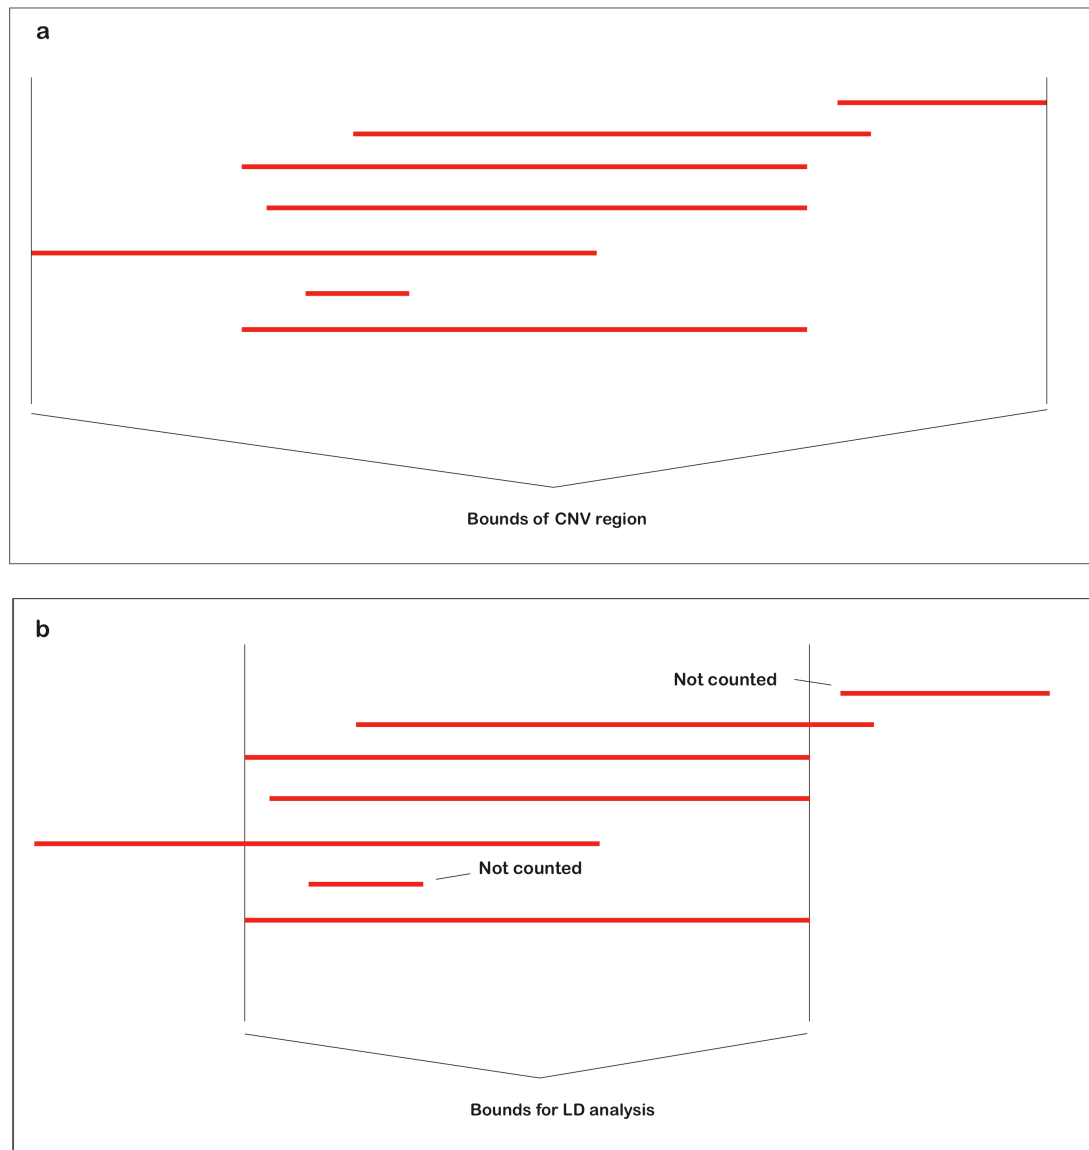 a
Bounds of CNV region
b
Not counted
Not counted
Bounds for LD analysis